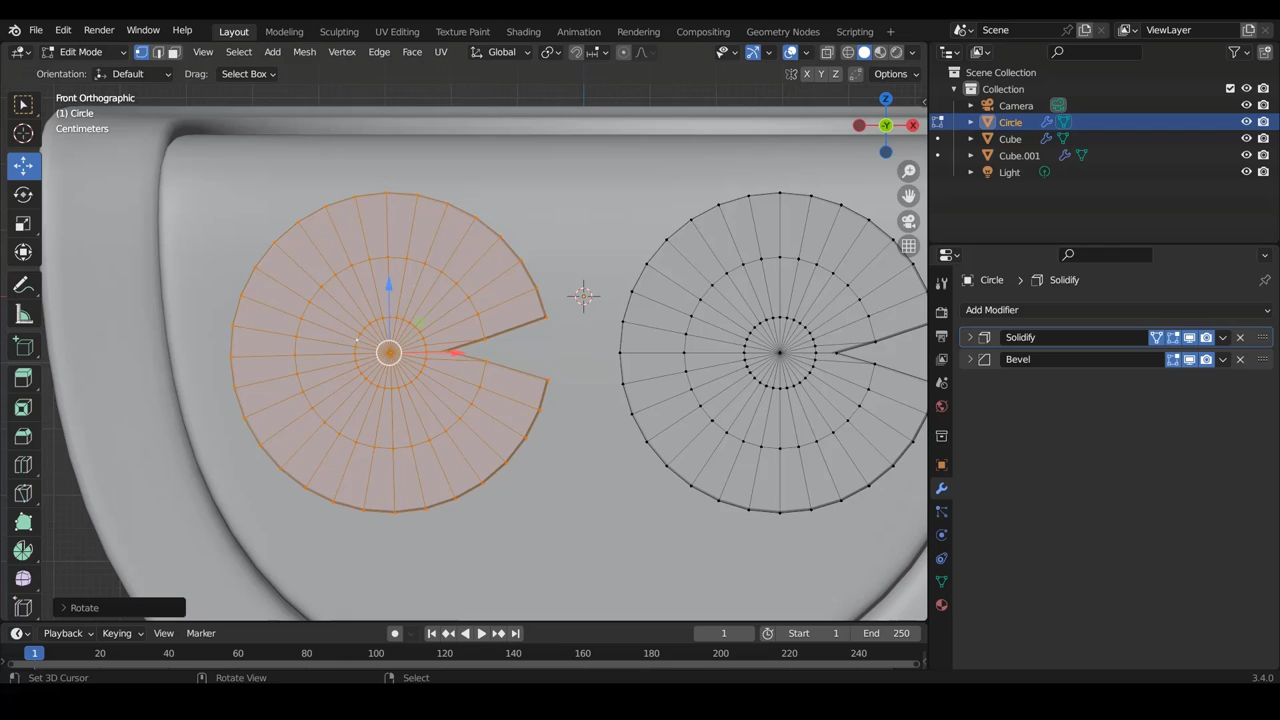 File Edit Render Window Help Layout Modeling Sculpting UV Editing Texture Paint Shading Animation Rendering Compositing Geometry Nodes Scripting Scene ViewLayer
Edit Mode View Select Add Mesh Vertex Edge Face UV Global
Orientation: Default Drag: Select Box X Y Z Options
Scene Collection
Collection
Camera
Circle
Cube
Cube.001
Light
Front Orthographic
(1) Circle
Centimeters
Z
X
-Y
Circle Solidify
Add Modifier
Solidify
Bevel
Rotate
Playback Keying View Marker 1 Start 1 End 250
1 20 40 60 80 100 120 140 160 180 200 220 240
Set 3D Cursor Rotate View Select 3.4.0